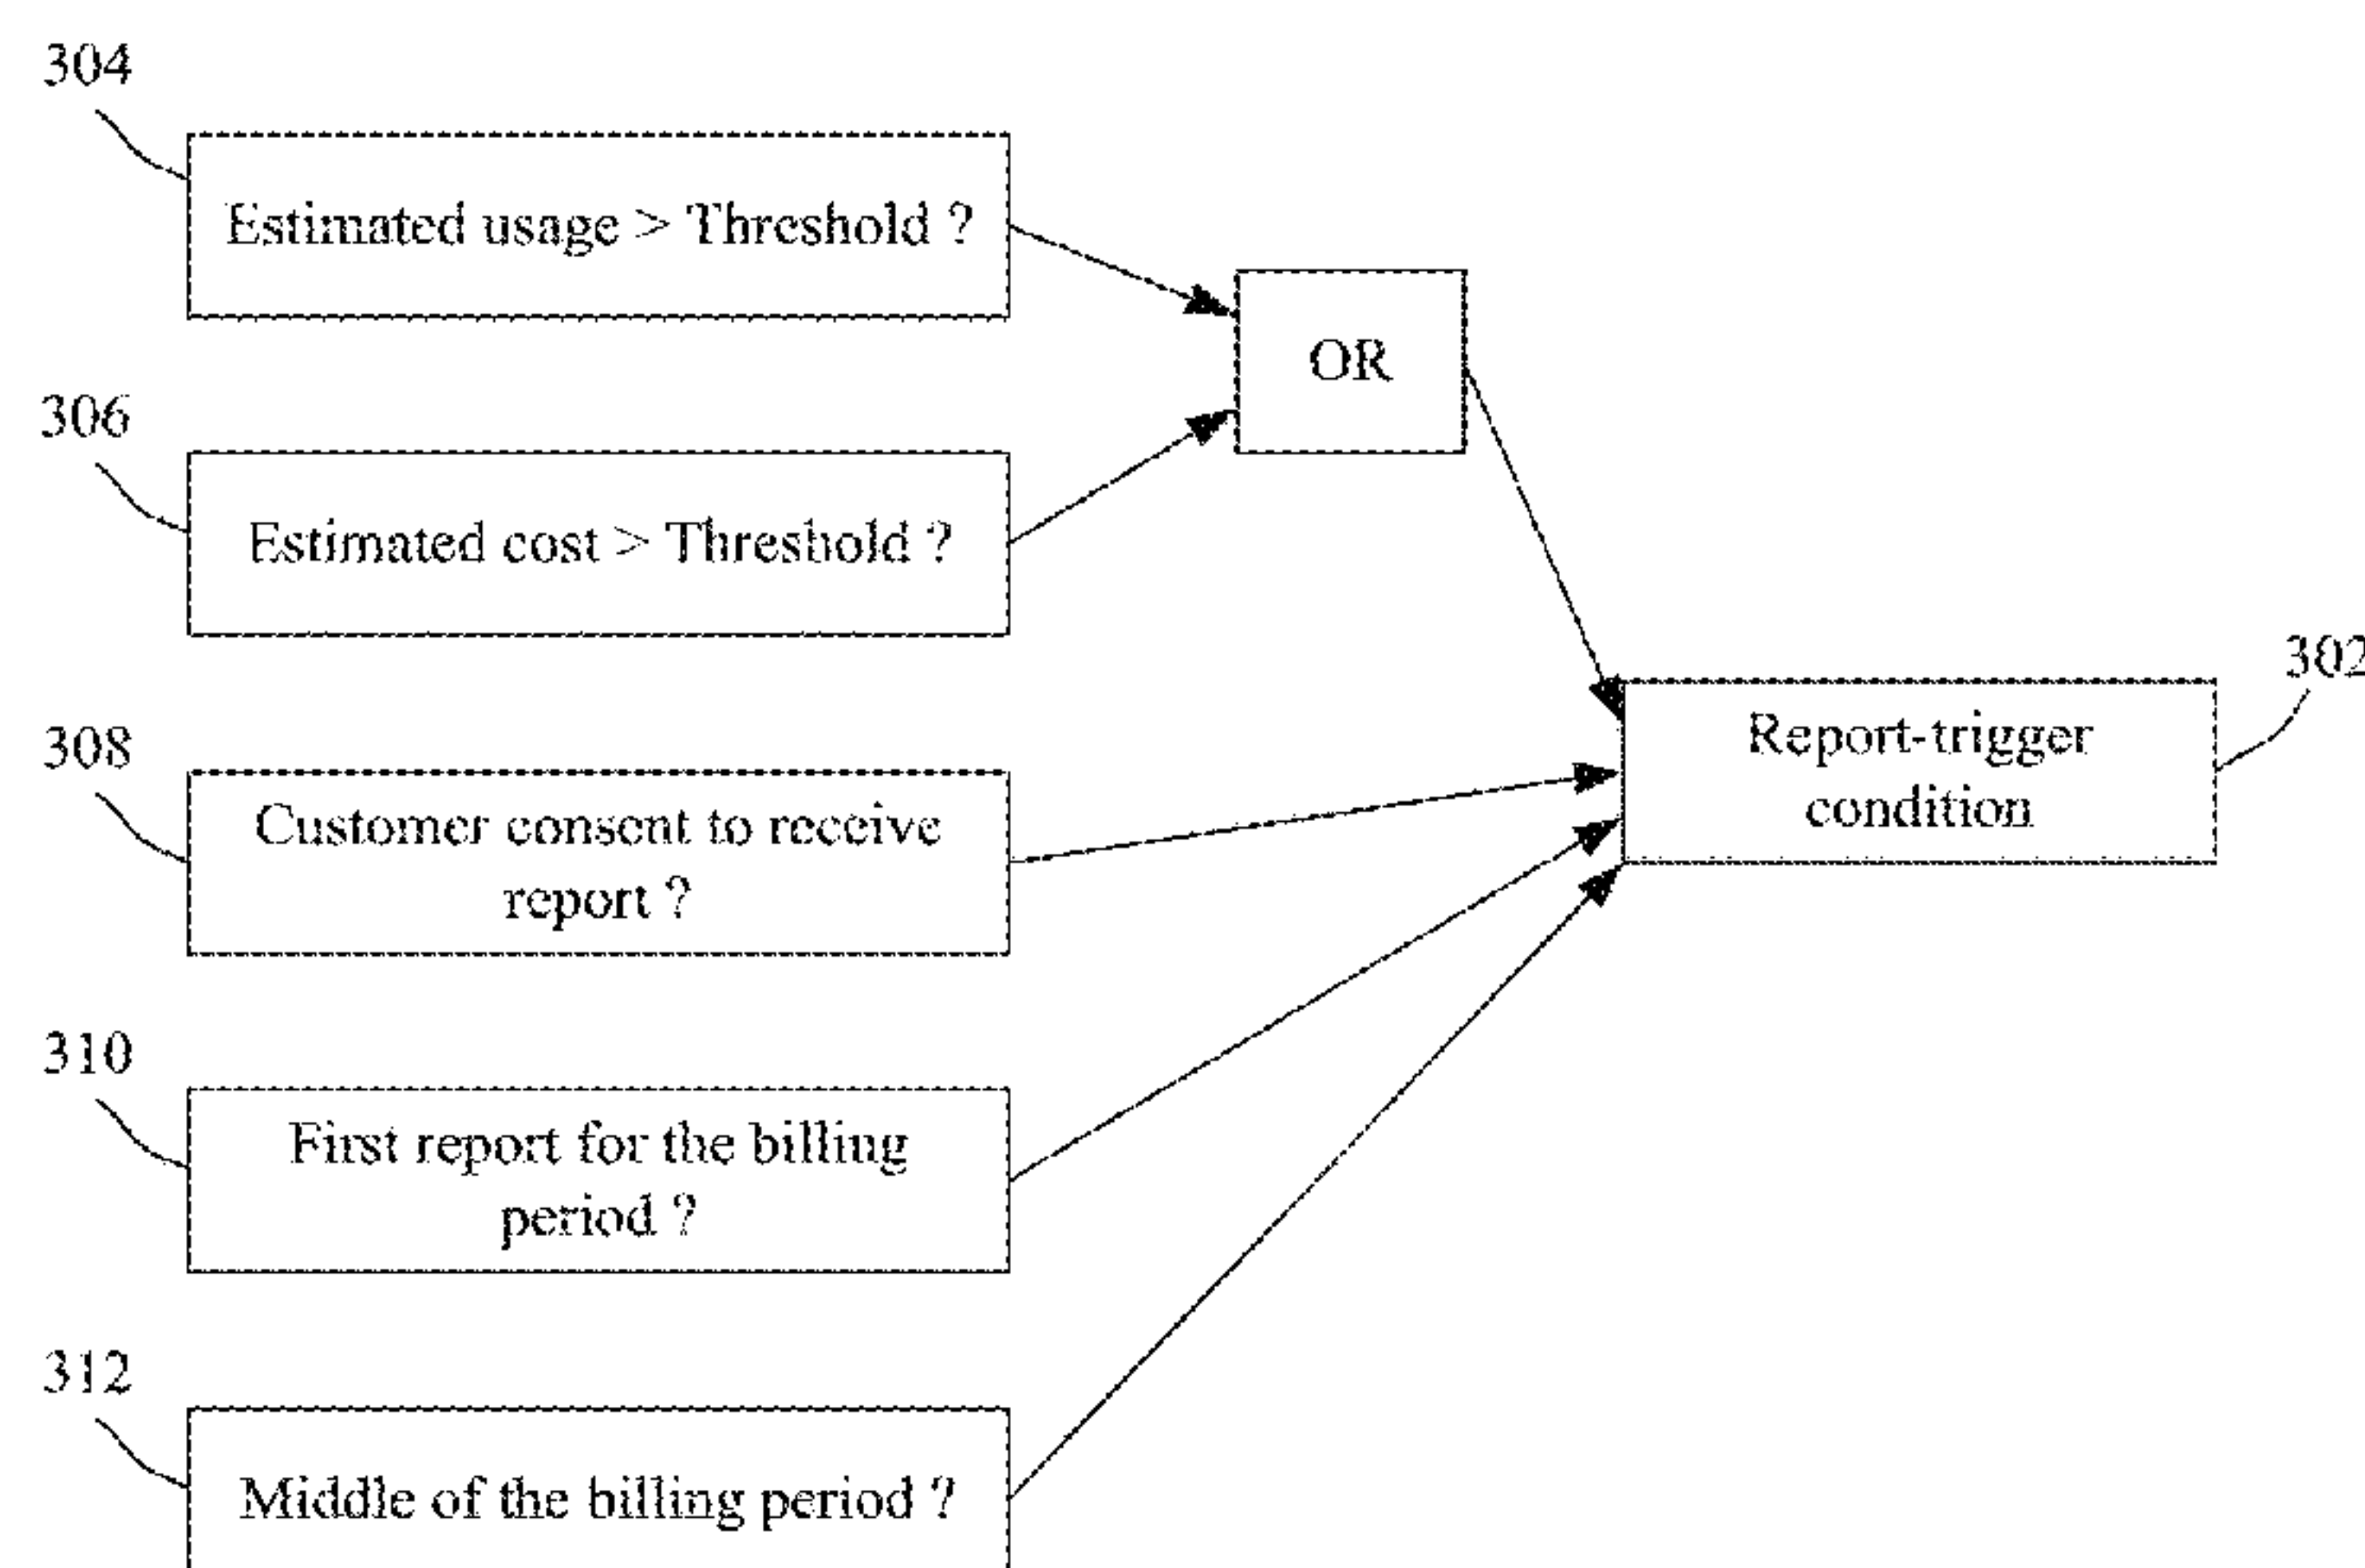 304
Estimated usage > Threshold ?
OR
306
Estimated cost > Threshold ?
302
Report-trigger
condition
308
Customer consent to receive
report ?
310
First report for the billing
period ?
312
Middle of the billing period ?